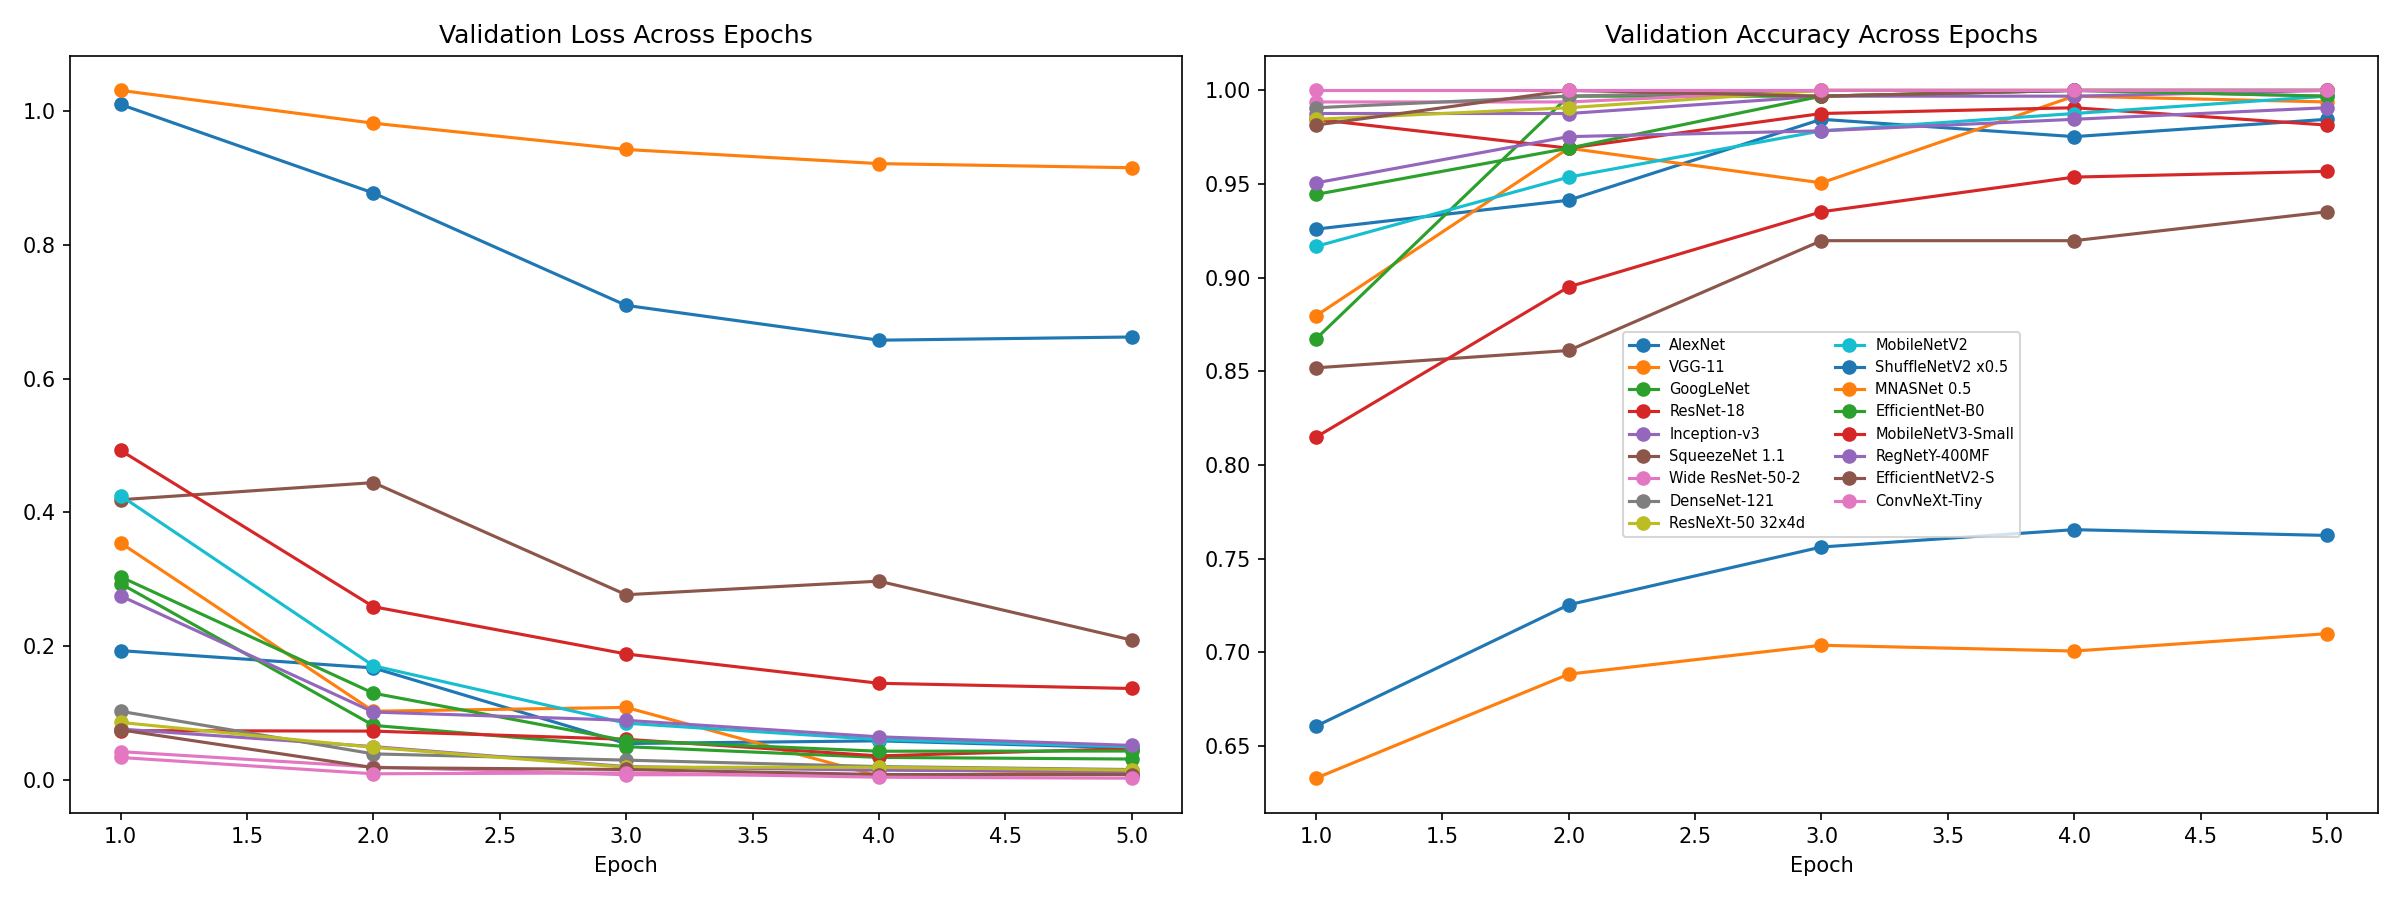 Validation Loss Across Epochs
1.0
0.8
0.6
0.4
0.2
0.0
1.0 1.5 2.0 2.5 3.0 3.5 4.0 4.5 5.0
Epoch
Validation Accuracy Across Epochs
1.00
0.95
0.90
0.85
0.80
0.75
0.70
0.65
AlexNet
VGG-11
GoogLeNet
ResNet-18
Inception-v3
SqueezeNet 1.1
Wide ResNet-50-2
DenseNet-121
ResNeXt-50 32x4d
MobileNetV2
ShuffleNetV2 x0.5
MNASNet 0.5
EfficientNet-B0
MobileNetV3-Small
RegNetY-400MF
EfficientNetV2-S
ConvNeXt-Tiny
1.0 1.5 2.0 2.5 3.0 3.5 4.0 4.5 5.0
Epoch